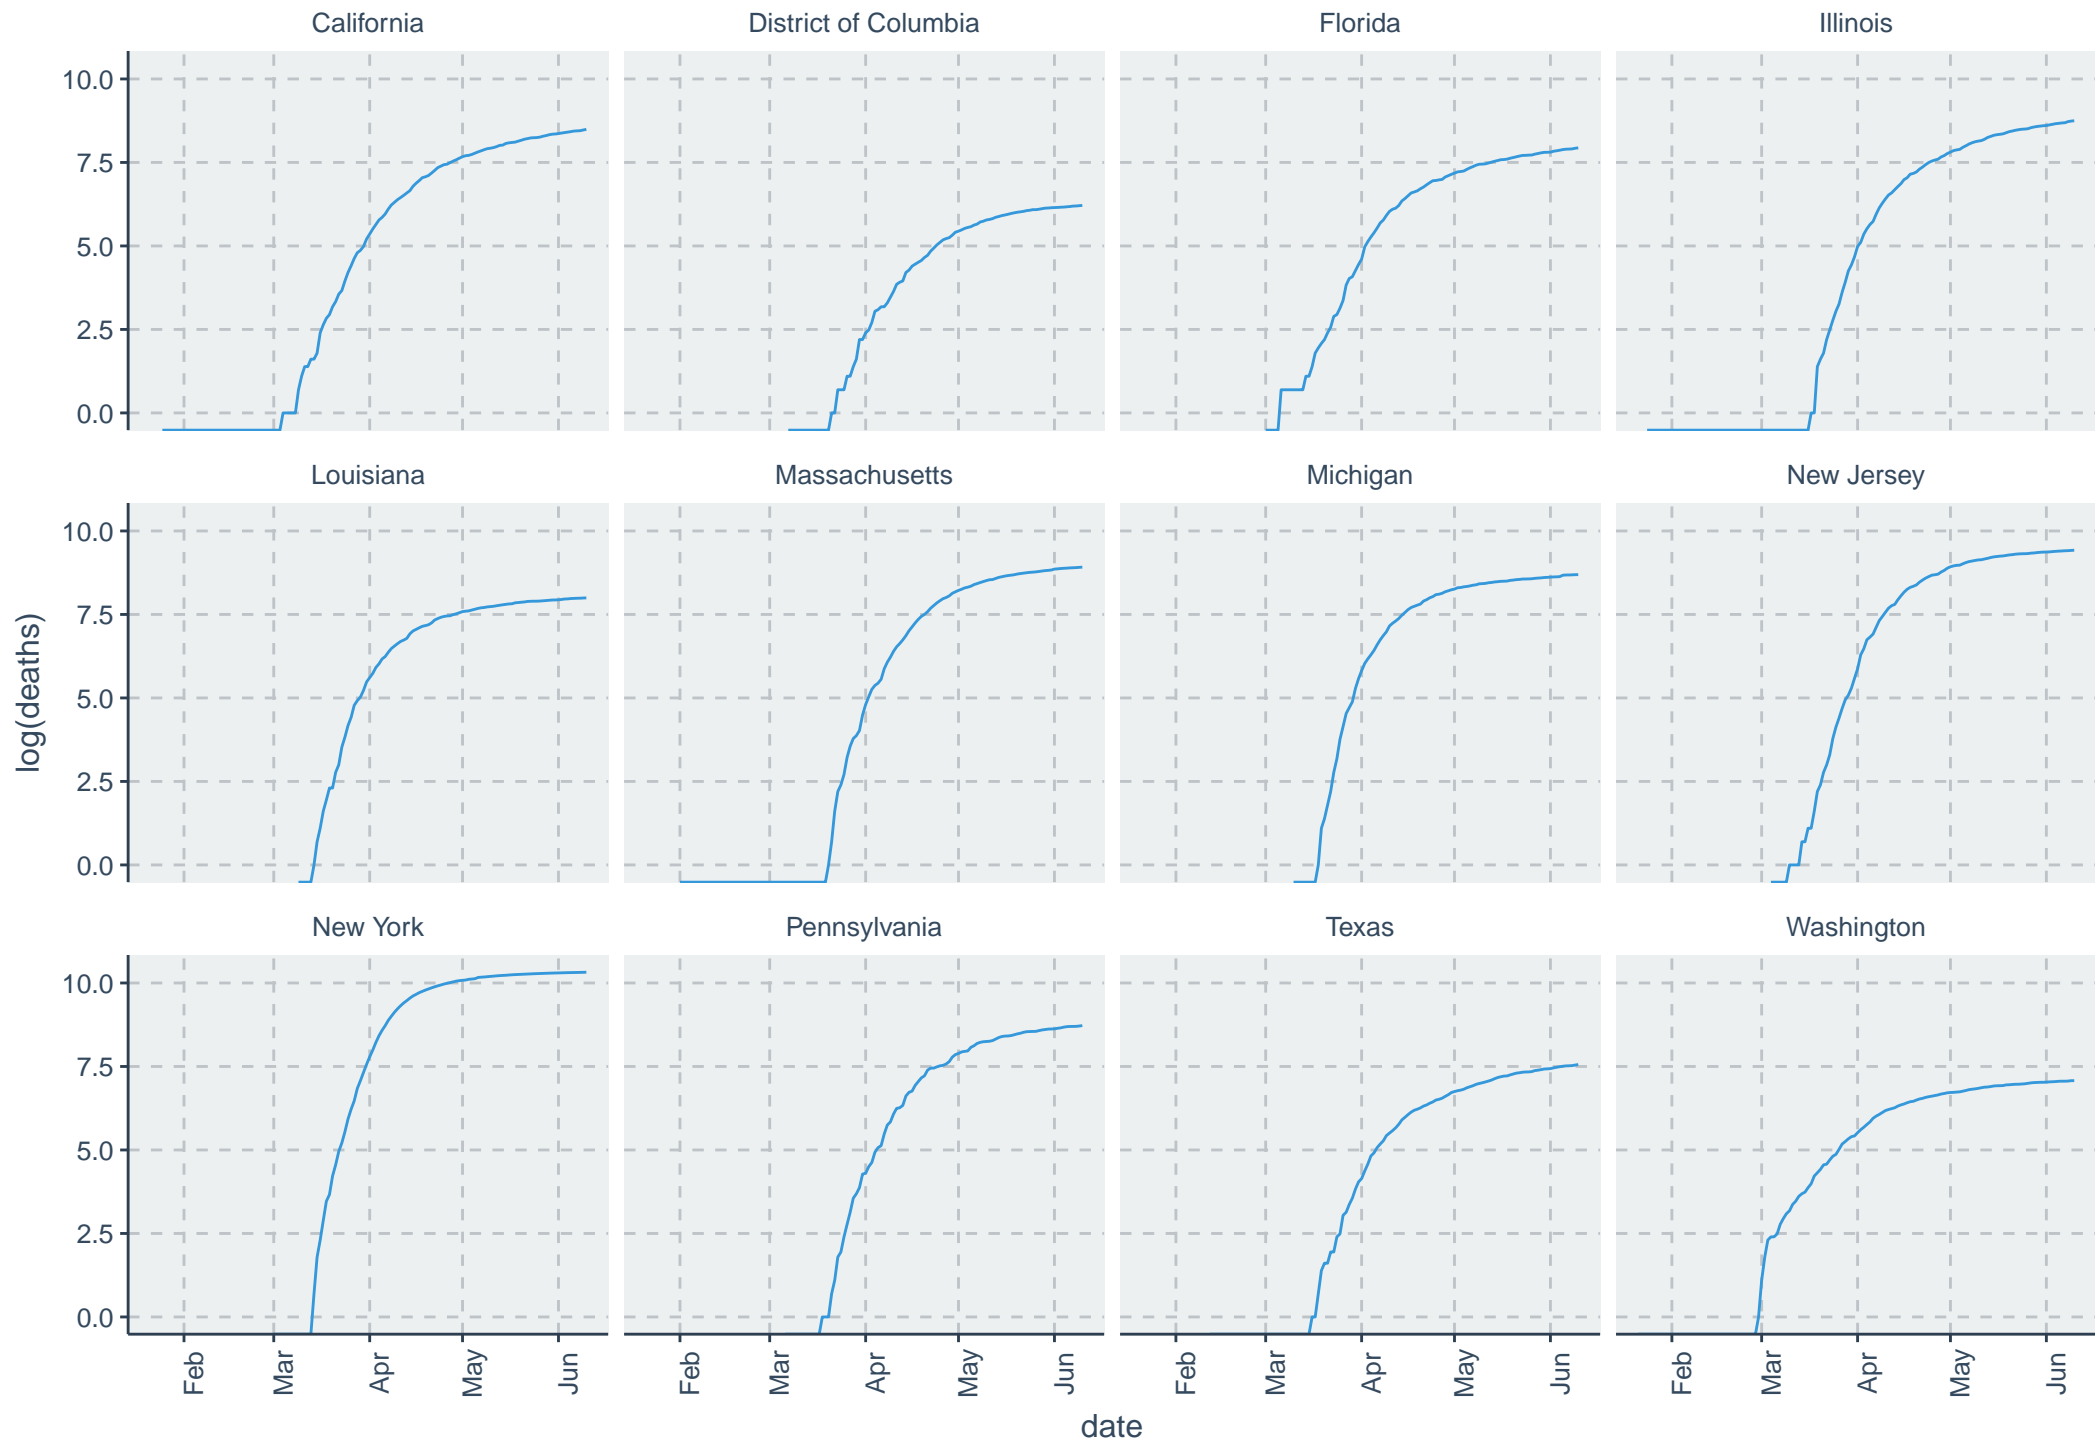 California District of Columbia Florida Illinois
10.0
7.5
5.0
2.5
0.0
Louisiana Massachusetts Michigan New Jersey
10.0
7.5
5.0
2.5
0.0
log(deaths)
New York Pennsylvania Texas Washington
10.0
7.5
5.0
2.5
0.0
Feb Mar Apr May Jun Feb Mar Apr May Jun Feb Mar Apr May Jun Feb Mar Apr May Jun
date